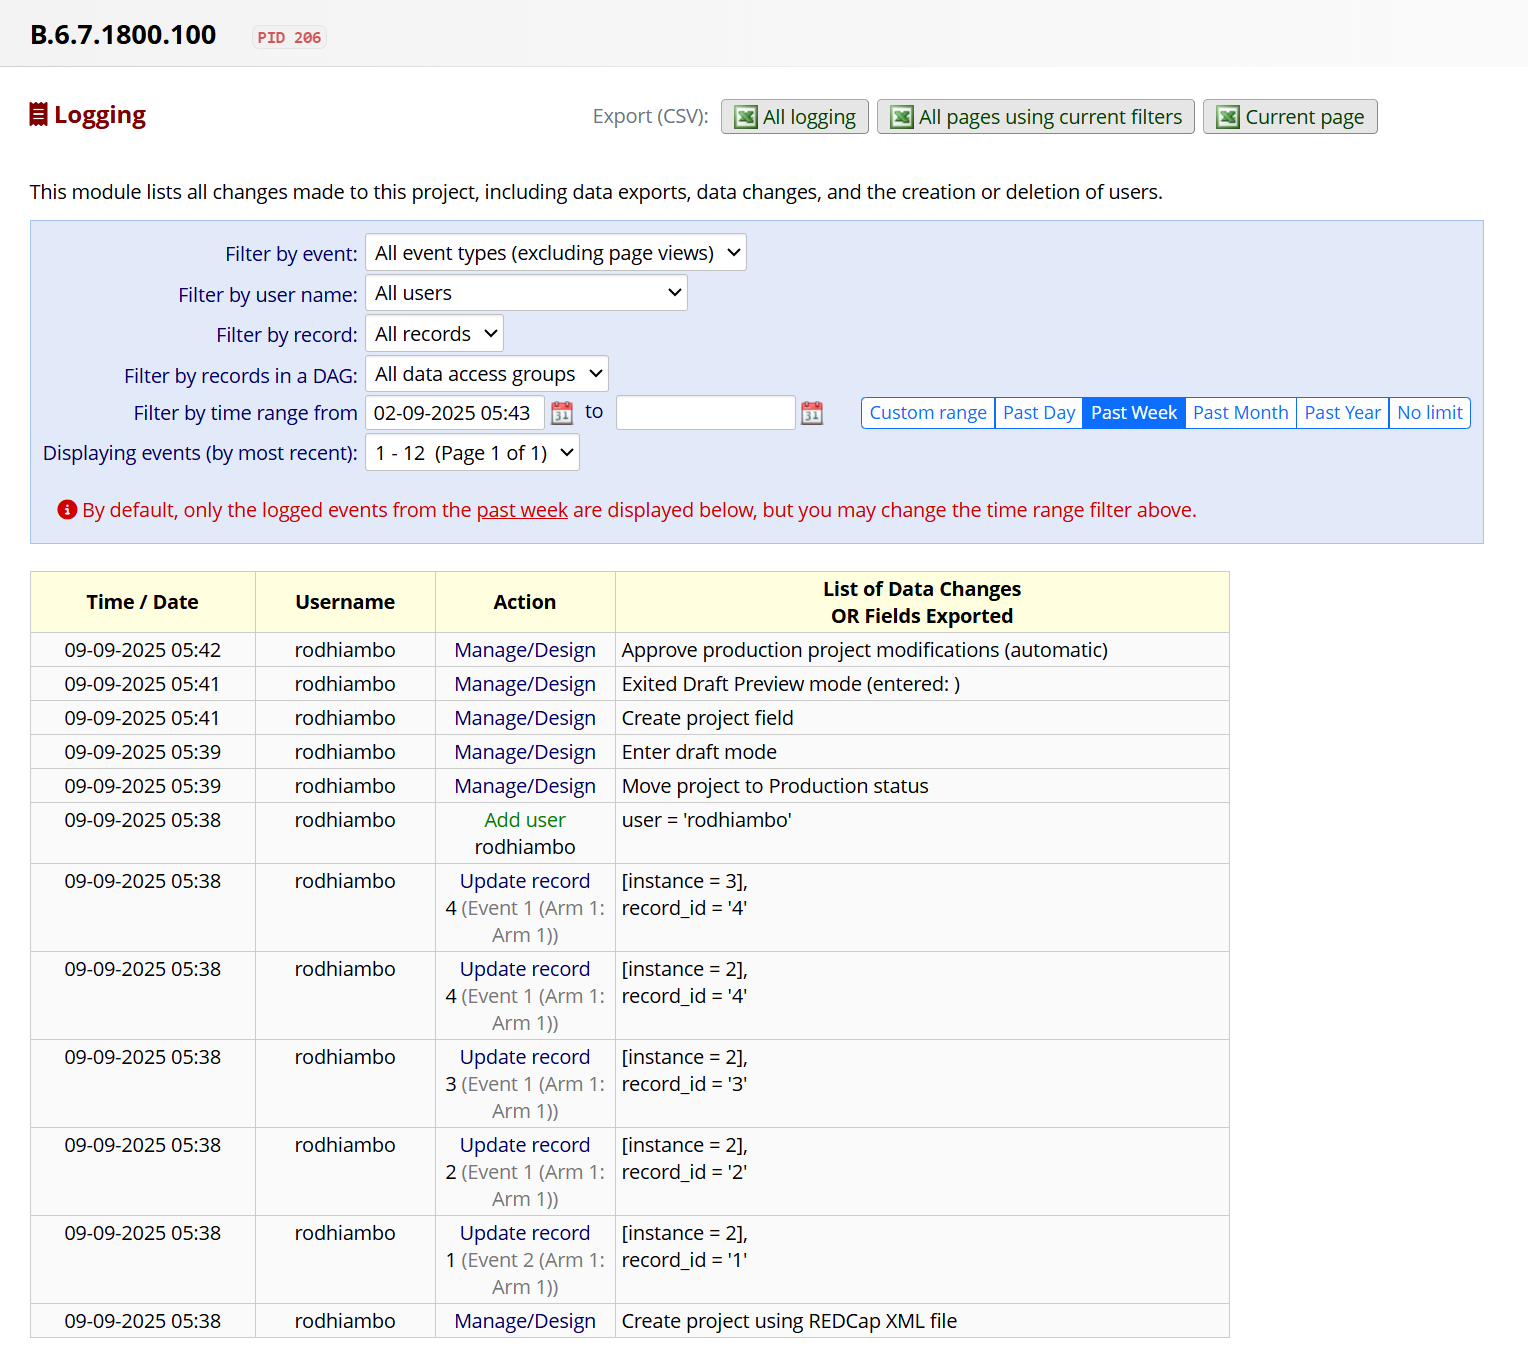 B.6.7.1800.100 PID 206
Logging Export (CSV): All logging All pages using current filters Current page
This module lists all changes made to this project, including data exports, data changes, and the creation or deletion of users.
Filter by event: All event types (excluding page views)
Filter by user name: All users
Filter by record: All records
Filter by records in a DAG: All data access groups
Filter by time range from 02-09-2025 05:43 31 to 31 Custom range Past Day Past Week Past Month Past Year No limit
Displaying events (by most recent): 1 - 12 (Page 1 of 1)
By default, only the logged events from the past week are displayed below, but you may change the time range filter above.
Time / Date Username Action List of Data Changes
OR Fields Exported
09-09-2025 05:42 rodhiambo Manage/Design Approve production project modifications (automatic)
09-09-2025 05:41 rodhiambo Manage/Design Exited Draft Preview mode (entered: )
09-09-2025 05:41 rodhiambo Manage/Design Create project field
09-09-2025 05:39 rodhiambo Manage/Design Enter draft mode
09-09-2025 05:39 rodhiambo Manage/Design Move project to Production status
09-09-2025 05:38 rodhiambo Add user user = 'rodhiambo'
rodhiambo
09-09-2025 05:38 rodhiambo Update record [instance = 3],
4 (Event 1 (Arm 1: record_id = '4'
Arm 1))
09-09-2025 05:38 rodhiambo Update record [instance = 2],
4 (Event 1 (Arm 1: record_id = '4'
Arm 1))
09-09-2025 05:38 rodhiambo Update record [instance = 2],
3 (Event 1 (Arm 1: record_id = '3'
Arm 1))
09-09-2025 05:38 rodhiambo Update record [instance = 2],
2 (Event 1 (Arm 1: record_id = '2'
Arm 1))
09-09-2025 05:38 rodhiambo Update record [instance = 2],
1 (Event 2 (Arm 1: record_id = '1'
Arm 1))
09-09-2025 05:38 rodhiambo Manage/Design Create project using REDCap XML file